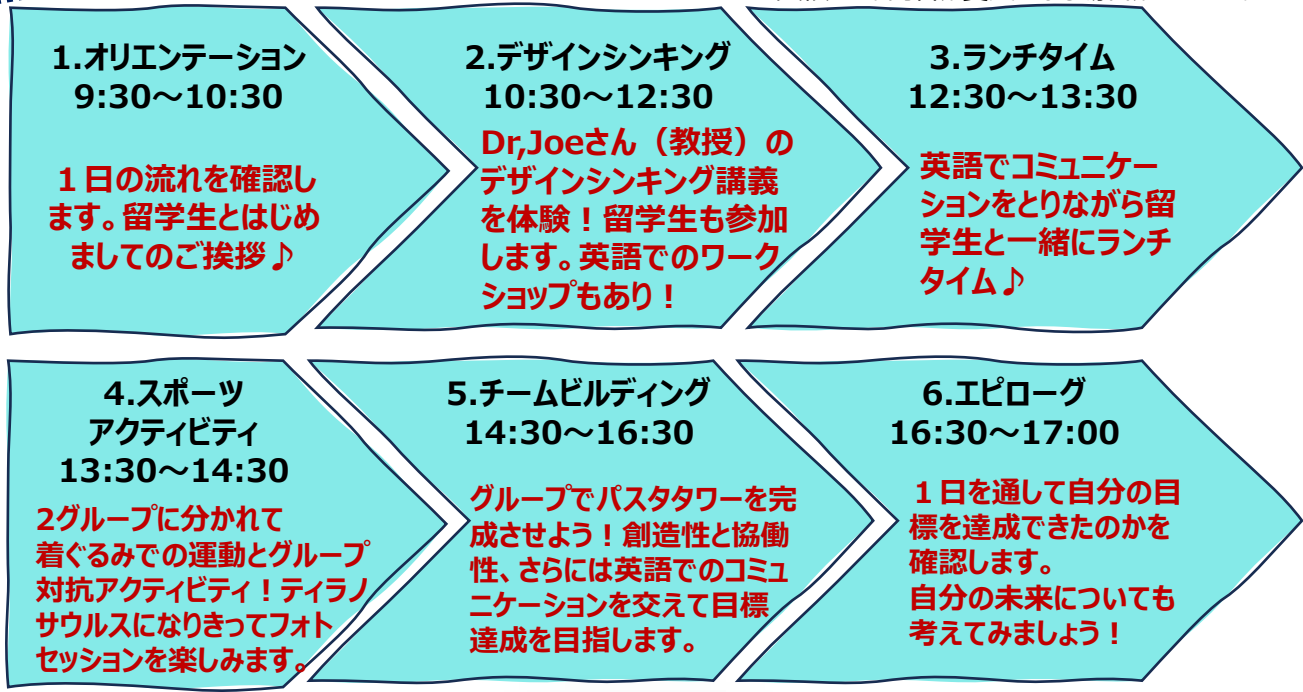 1.オリエンテーション
9:30～10:30
１日の流れを確認し
ます。留学生とはじめ
ましてのご挨拶♪
2.デザインシンキング
10:30～12:30
Dr,Joeさん（教授）の
デザインシンキング講義
を体験！留学生も参加
します。英語でのワーク
ショップもあり！
3.ランチタイム
12:30～13:30
英語でコミュニケー
ションをとりながら留
学生と一緒にランチ
タイム♪
4.スポーツ
アクティビティ
13:30～14:30
2グループに分かれて
着ぐるみでの運動とグループ
対抗アクティビティ！ティラノ
サウルスになりきってフォト
セッションを楽しみます。
5.チームビルディング
14:30～16:30
グループでパスタタワーを完
成させよう！創造性と協働
性、さらには英語でのコミュ
ニケーションを交えて目標
達成を目指します。
6.エピローグ
16:30～17:00
１日を通して自分の目
標を達成できたのかを
確認します。
自分の未来についても
考えてみましょう！